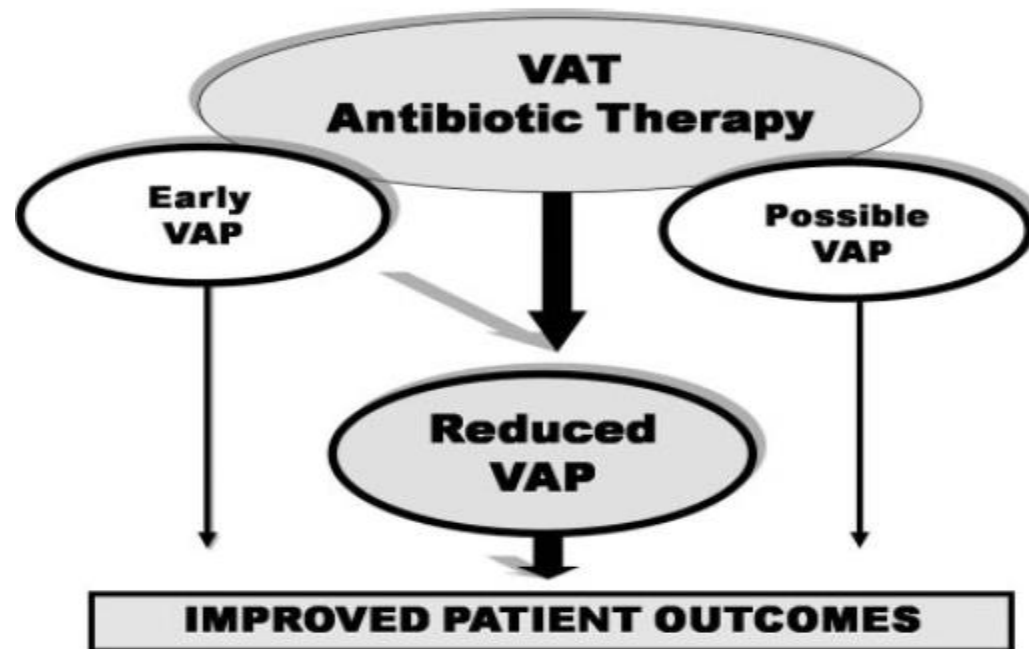 VAT
Antibiotic Therapy
Early
VAP
Possible
VAP
Reduced
VAP
IMPROVED PATIENT OUTCOMES